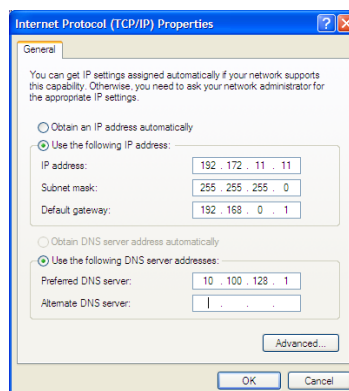 Internet Protocol (TCP/IP) Properties
General
You can get IP settings assigned automatically if your network supports
this capability. Otherwise, you need to ask your network administrator for
the appropriate IP settings.
Obtain an IP address automatically
Use the following IP address:
IP address: 192 . 172 . 11 . 11
Subnet mask: 255 . 255 . 255 . 0
Default gateway: 192 . 168 . 0 . 1
Obtain DNS server address automatically
Use the following DNS server addresses:
Preferred DNS server: 10 . 100 . 128 . 1
Alternate DNS server: . . .
Advanced...
OK Cancel